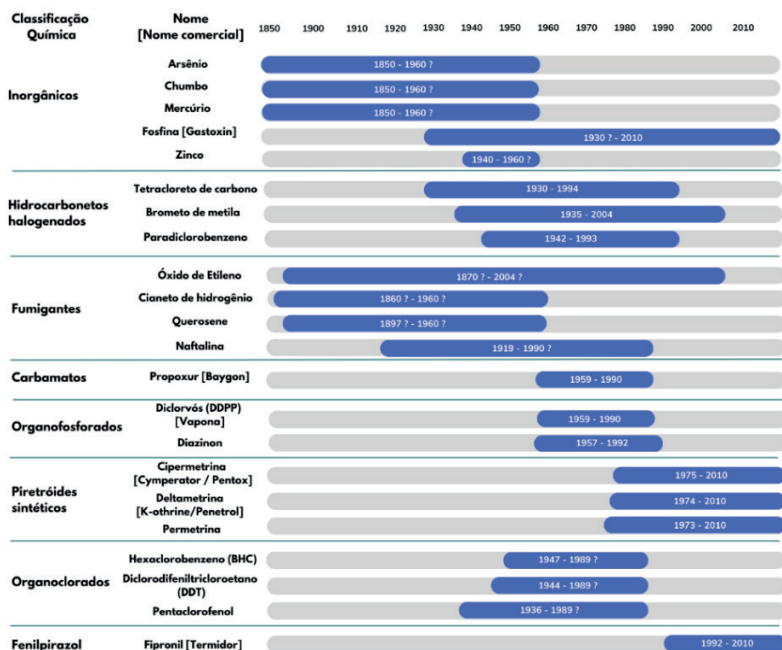 Classificação Química
Nome [Nome comercial]
1850 1900 1910 1920 1930 1940 1950 1960 1970 1980 1990 2000 2010
Inorgânicos
Arsênio 1850 - 1960 ?
Chumbo 1850 - 1960 ?
Mercúrio 1850 - 1960 ?
Fosfina [Gastoxin] 1930 ? - 2010
Zinco 1940 - 1960 ?
Hidrocarbonetos halogenados
Tetracloreto de carbono 1930 - 1994
Brometo de metila 1935 - 2004
Paradiclorobenzeno 1942 - 1993
Fumigantes
Óxido de Etileno 1870 ? - 2004 ?
Cianeto de hidrogênio 1860 ? - 1960 ?
Querosene 1897 ? - 1960 ?
Naftalina 1919 - 1990 ?
Carbamatos
Propoxur [Baygon] 1959 - 1990
Organofosforados
Diclorvós (DDPP) [Vapona] 1959 - 1990
Diazinon 1957 - 1992
Piretróides sintéticos
Cipermetrina [Cymperator / Pentox] 1975 - 2010
Deltametrina [K-othrine/Penetrol] 1974 - 2010
Permetrina 1973 - 2010
Organoclorados
Hexaclorobenzeno (BHC) 1947 - 1989 ?
Diclorodifeniltricloroetano (DDT) 1944 - 1989 ?
Pentaclorofenol 1936 - 1989 ?
Fenilpirazol
Fipronil [Termidor] 1992 - 2010